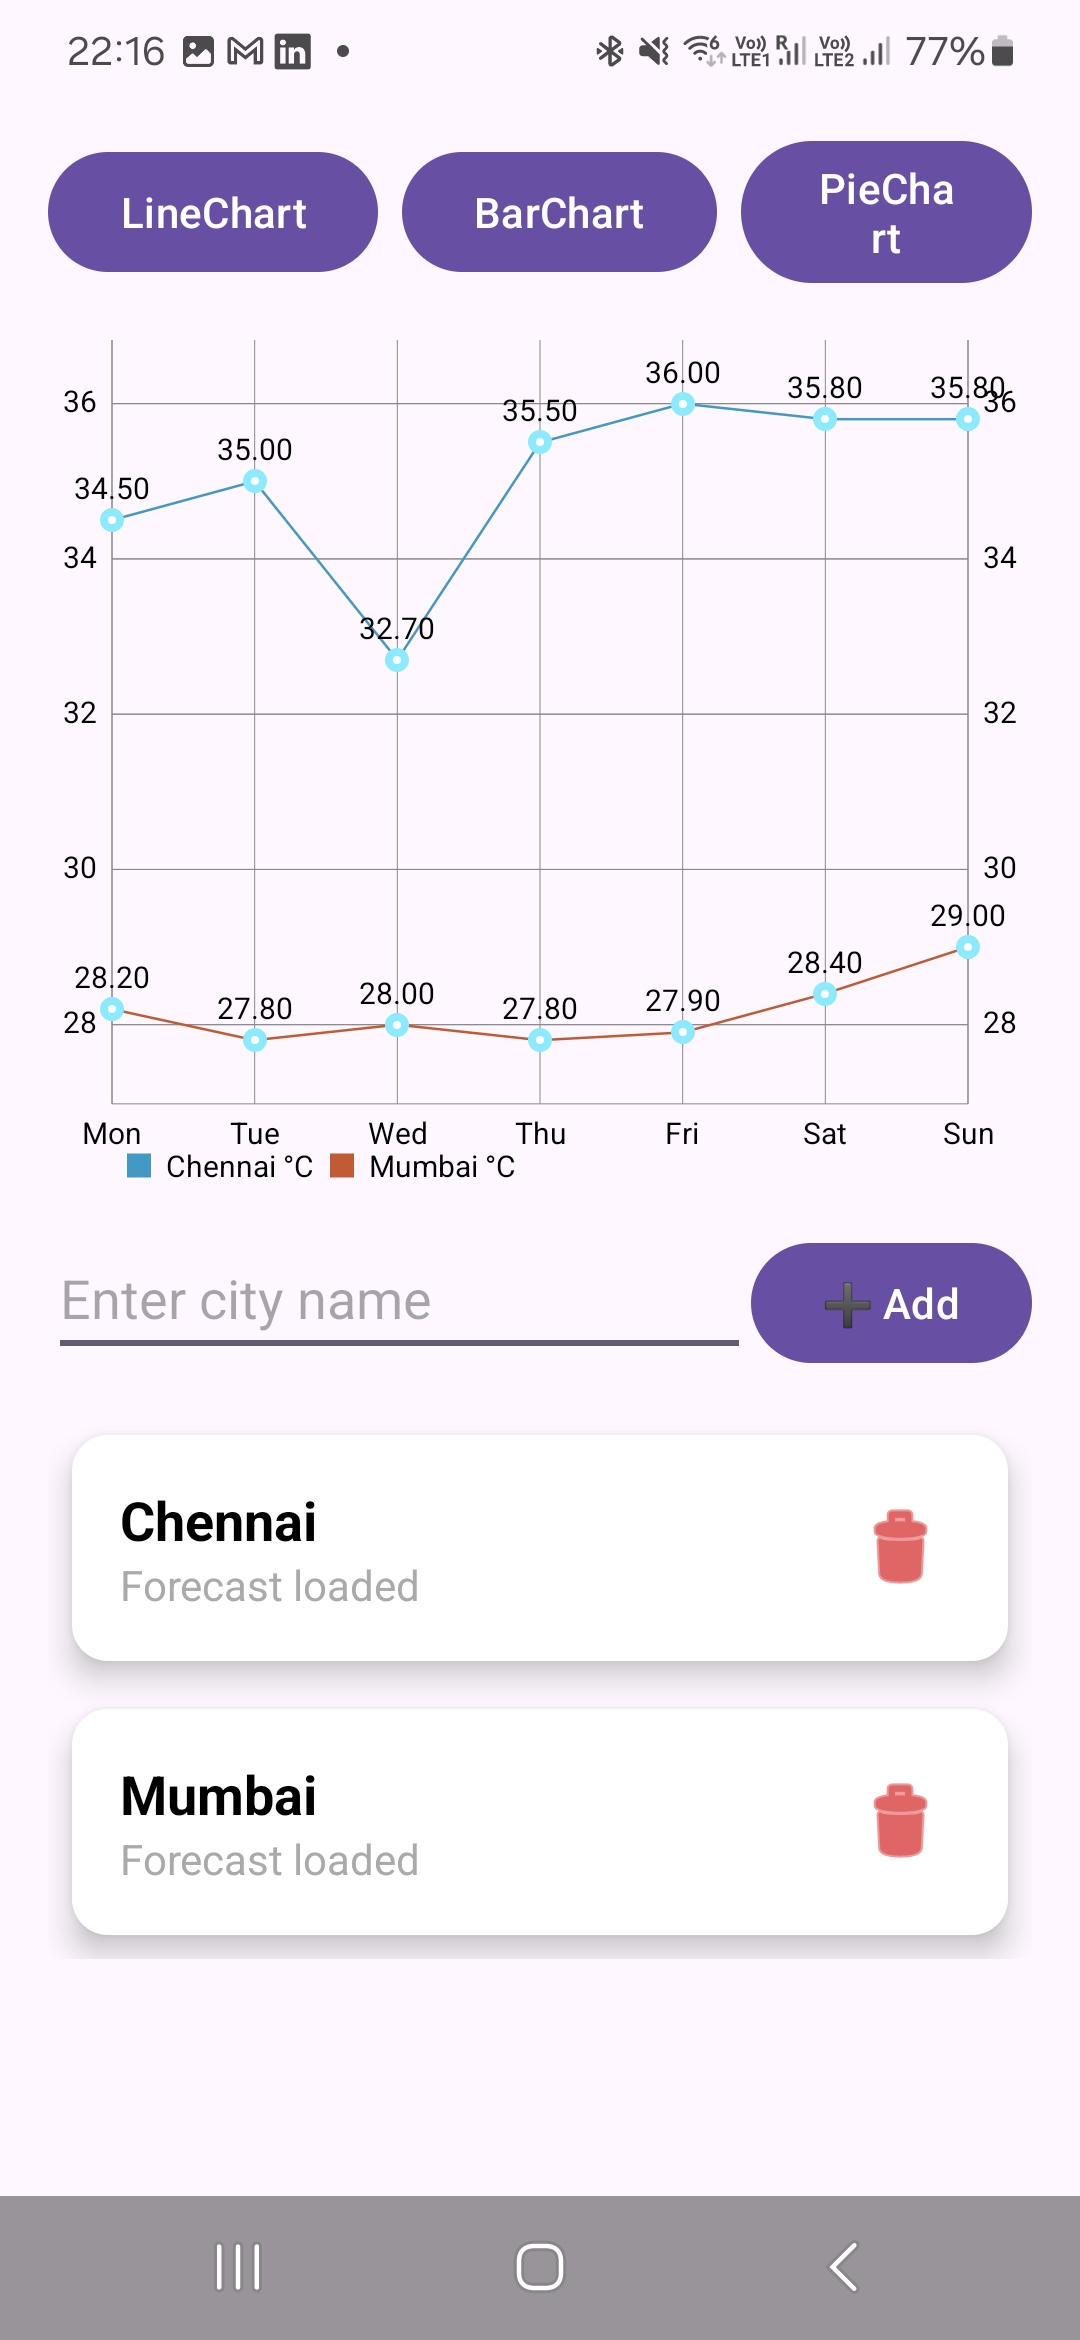 22:16 6 Vo)) LTE1 R Vo)) LTE2 77%
LineChart BarChart PieCha
rt
36.00
35.80
35.80
36
36
35.50
35.00
34.50
34
34
32.70
32
32
30
30
29.00
28.40
28.20
28.00
27.80
27.80
27.90
28
28
Mon Tue Wed Thu Fri Sat Sun
Chennai °C Mumbai °C
Enter city name ➕ Add
Chennai
Forecast loaded
Mumbai
Forecast loaded